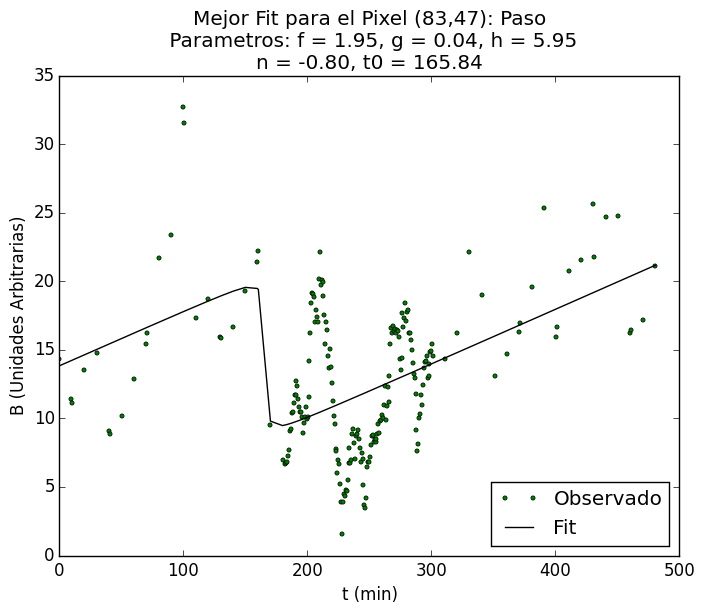 Mejor Fit para el Pixel (83,47): Paso
Parametros: f = 1.95, g = 0.04, h = 5.95
n = -0.80, t0 = 165.84
35
30
25
20
15
10
5
0
B (Unidades Arbitrarias)
Observado
Fit
0 100 200 300 400 500
t (min)